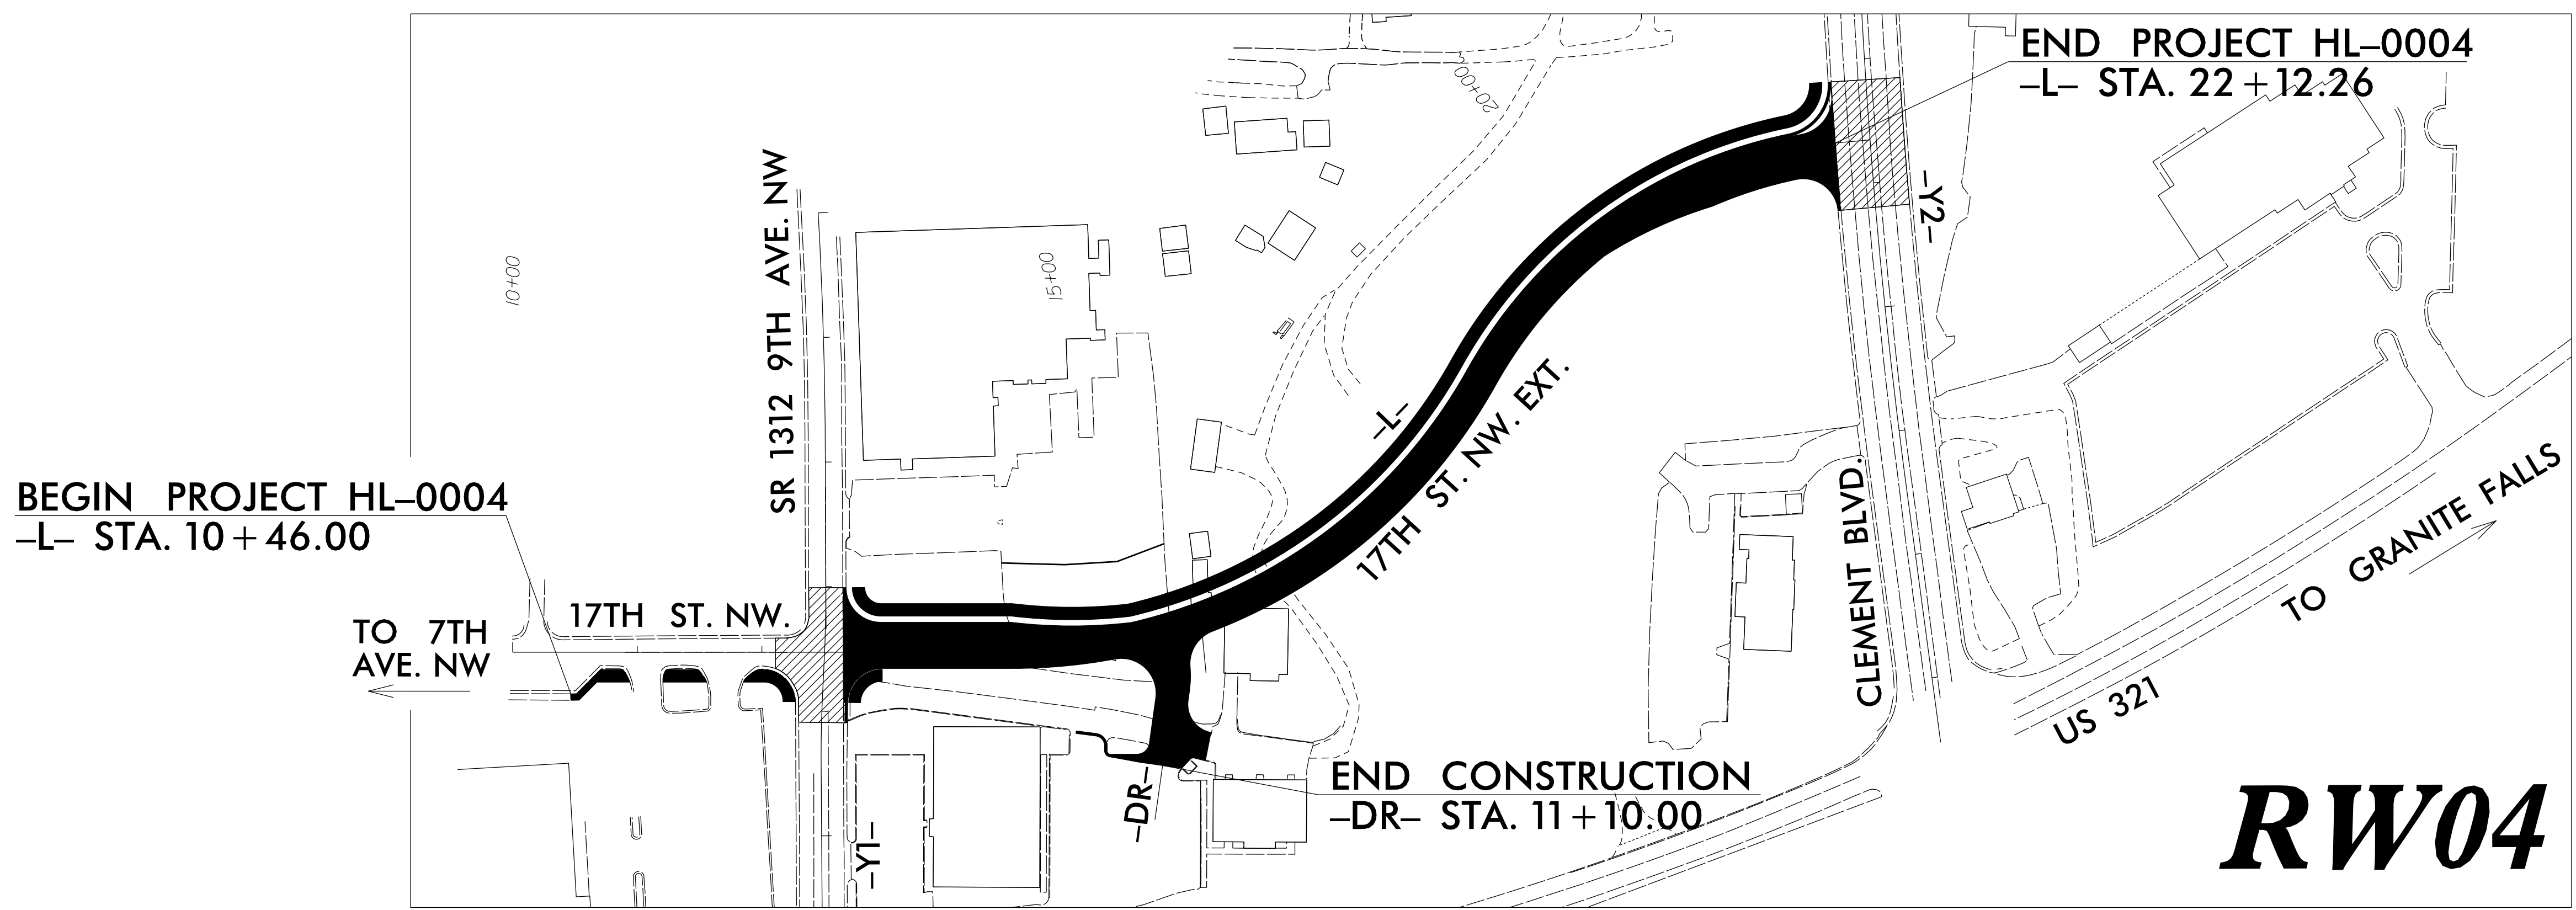 END PROJECT HL–0004
–L– STA. 22+12.26
20+00
SR 1312 9TH AVE. NW
–Y2–
10+00
15+00
–L–
17TH ST. NW. EXT.
BEGIN PROJECT HL–0004
–L– STA. 10+46.00
CLEMENT BLVD.
TO GRANITE FALLS
17TH ST. NW.
TO 7TH
AVE. NW
US 321
END CONSTRUCTION
–DR– STA. 11+10.00
–DR–
–Y1–
RW04